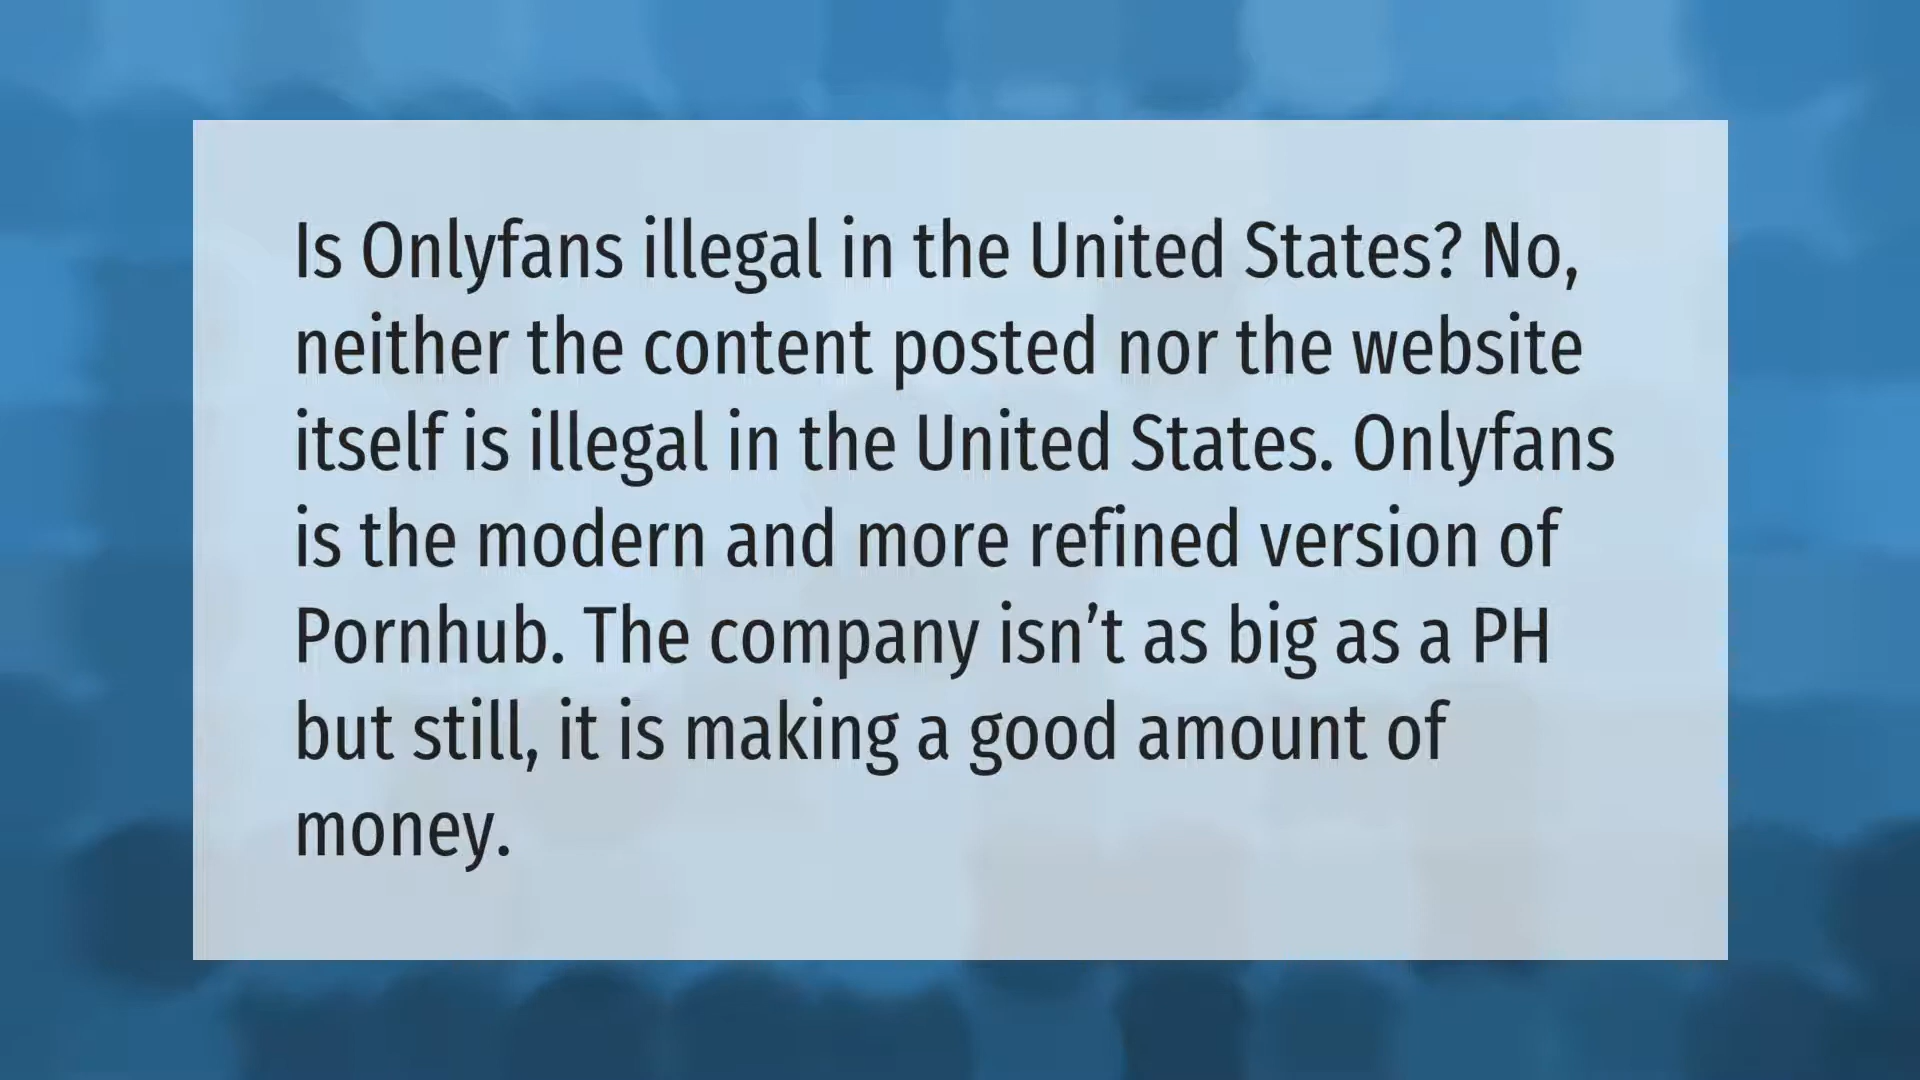 Is Onlyfans illegal in the United States? No,
neither the content posted nor the website
itself is illegal in the United States. Onlyfans
is the modern and more refined version of
Pornhub. The company isn’t as big as a PH
but still, it is making a good amount of
money.